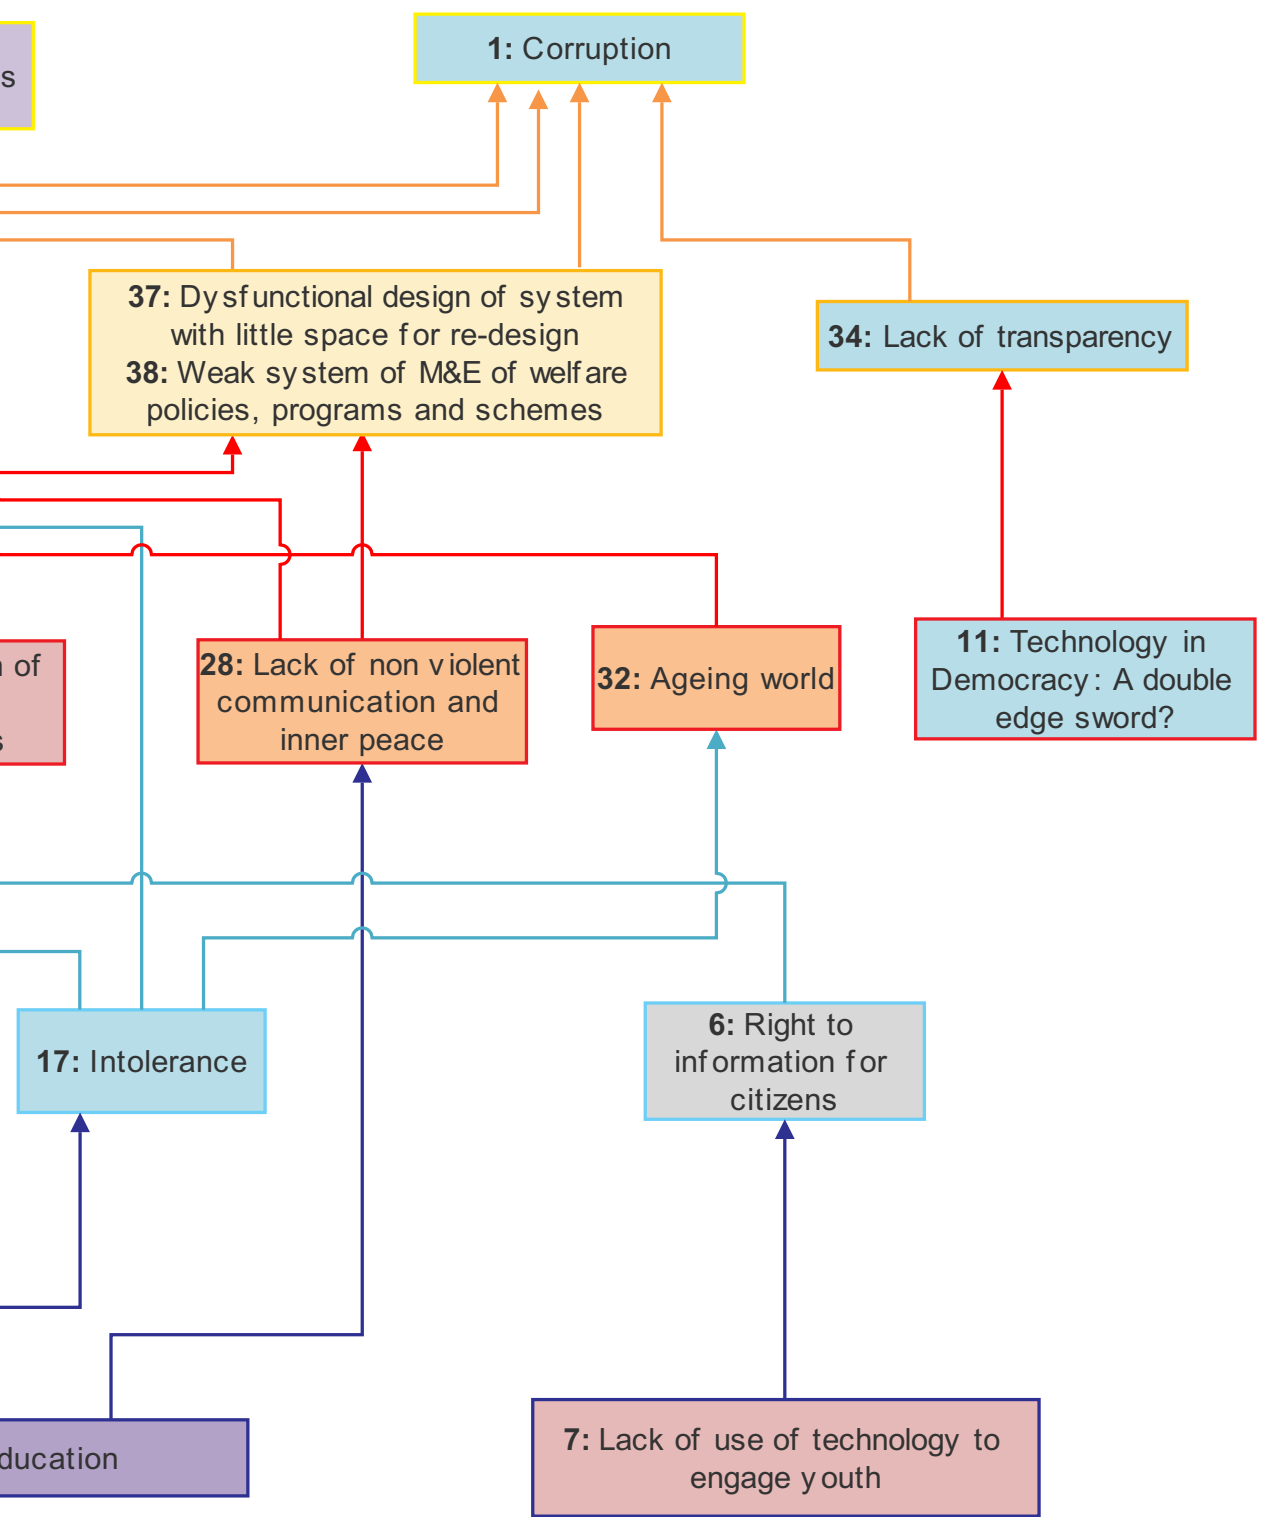 s
1: Corruption
37: Dysfunctional design of system
with little space for re-design
38: Weak system of M&E of welfare
policies, programs and schemes
34: Lack of transparency
of
s
28: Lack of non violent
communication and
inner peace
32: Ageing world
11: Technology in
Democracy: A double
edge sword?
17: Intolerance
6: Right to
information for
citizens
ducation
7: Lack of use of technology to
engage youth